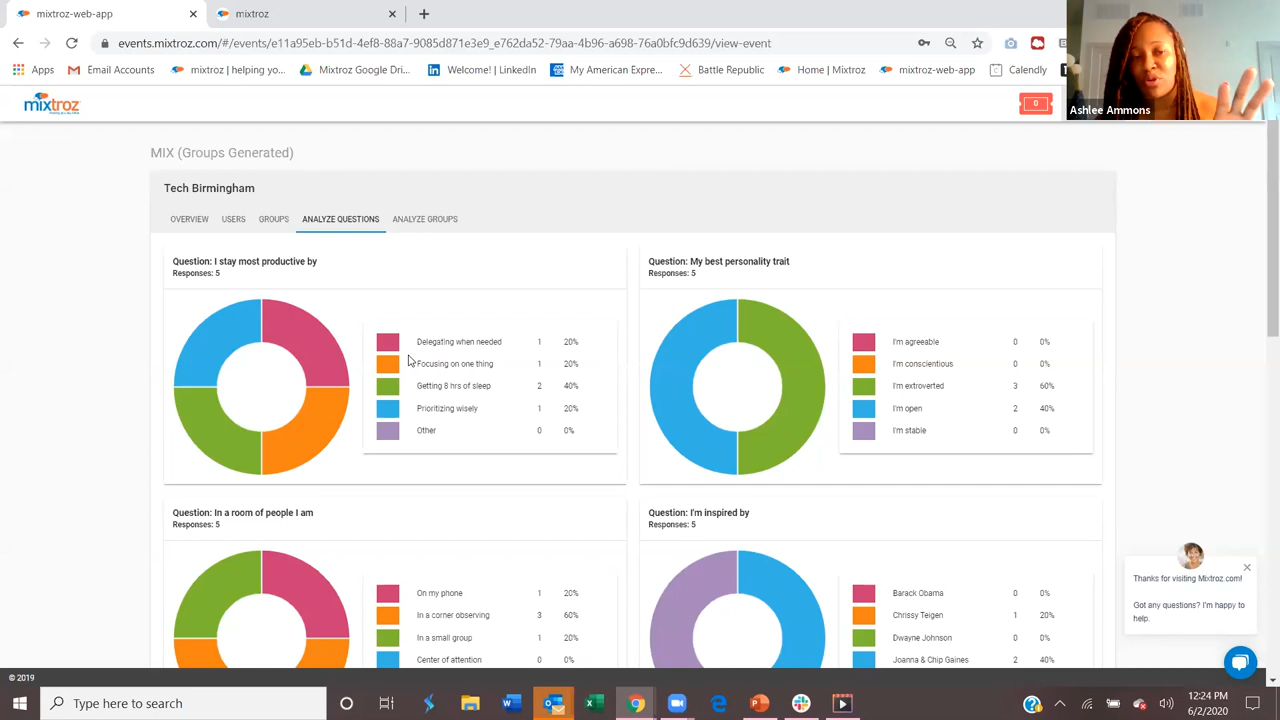 mixtroz-web-app
mixtroz
events.mixtroz.com/#/events/e11a95eb-b51d-4ef8-88a7-9085d871e3e9_e762da52-79aa-4b96-a698-76a0bfc9d639/view-event
Apps
Email Accounts
mixtroz | helping yo...
Mixtroz Google Dri...
Welcome! | LinkedIn
My American Expre...
Battle Republic
Home | Mixtroz
mixtroz-web-app
Calendly
Ashlee Ammons
mixtroz
0
MIX (Groups Generated)
Tech Birmingham
OVERVIEW USERS GROUPS ANALYZE QUESTIONS ANALYZE GROUPS
Question: I stay most productive by
Responses: 5
Delegating when needed 1 20%
Focusing on one thing 1 20%
Getting 8 hrs of sleep 2 40%
Prioritizing wisely 1 20%
Other 0 0%
Question: My best personality trait
Responses: 5
I'm agreeable 0 0%
I'm conscientious 0 0%
I'm extroverted 3 60%
I'm open 2 40%
I'm stable 0 0%
Question: In a room of people I am
Responses: 5
On my phone 1 20%
In a corner observing 3 60%
In a small group 1 20%
Center of attention 0 0%
Question: I'm inspired by
Responses: 5
Barack Obama 0 0%
Chrissy Teigen 1 20%
Dwayne Johnson 0 0%
Joanna & Chip Gaines 2 40%
Thanks for visiting Mixtroz.com!
Got any questions? I'm happy to
help.
© 2019
Type here to search
12:24 PM
6/2/2020